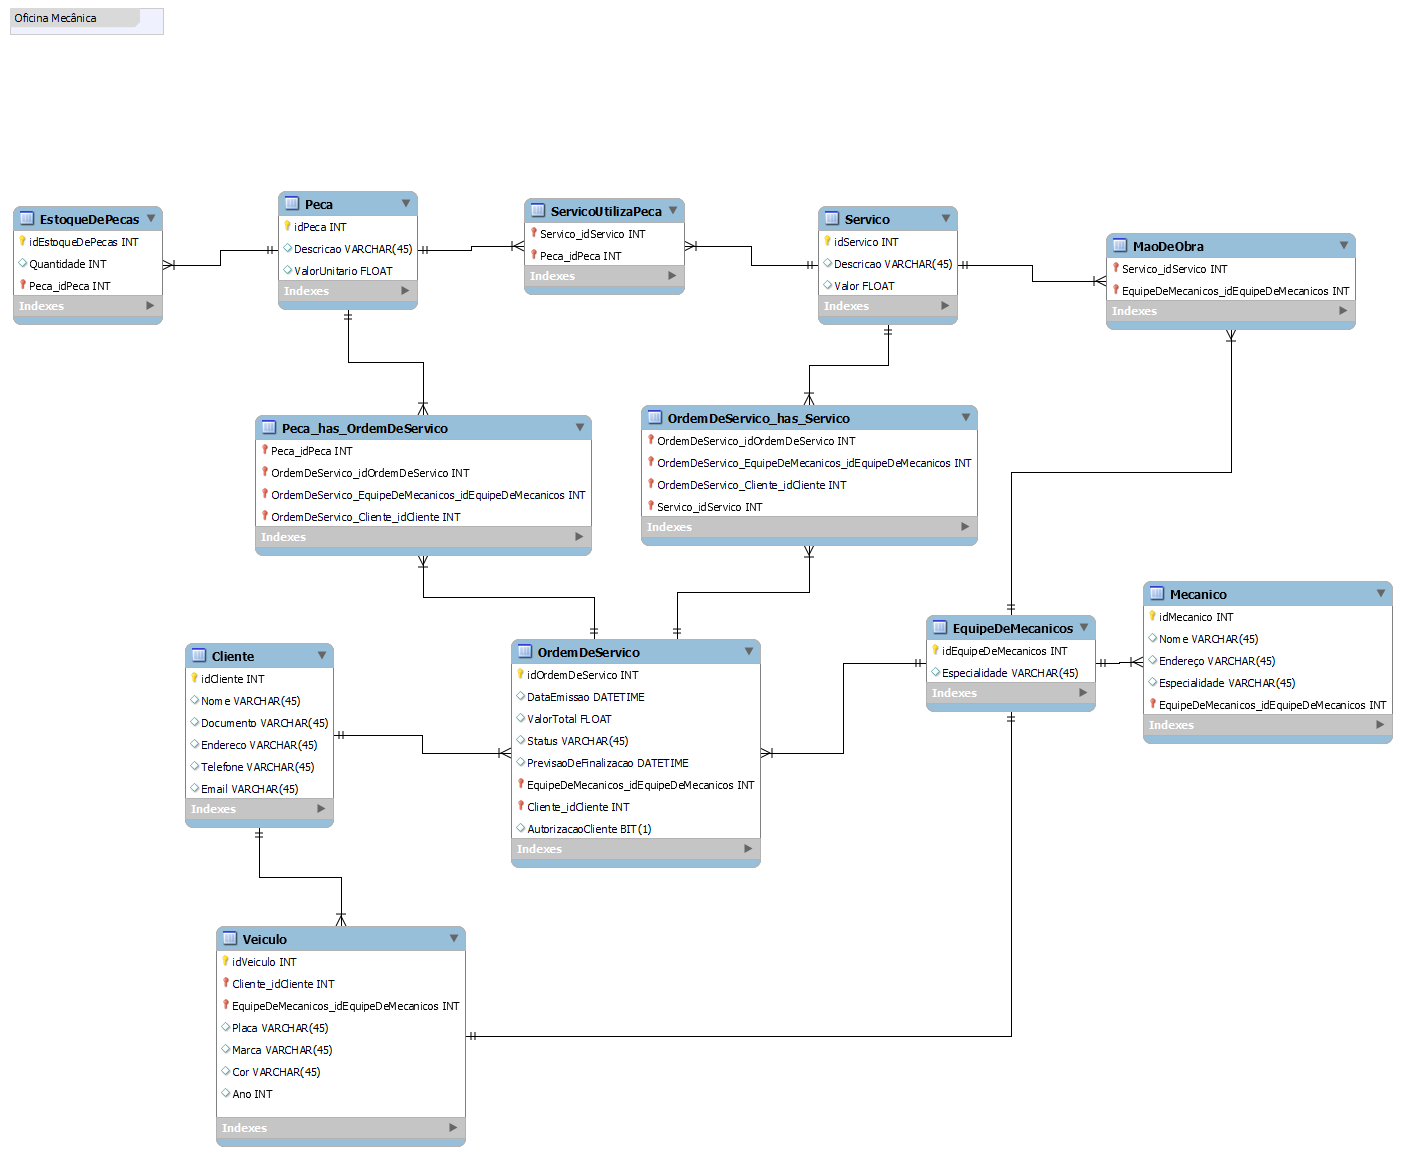 Oficina Mecânica
EstoqueDePecas
idEstoqueDePecas INT
Quantidade INT
Peca_idPeca INT
Indexes
Peca
idPeca INT
Descricao VARCHAR(45)
ValorUnitario FLOAT
Indexes
ServicoUtilizaPeca
Servico_idServico INT
Peca_idPeca INT
Indexes
Servico
idServico INT
Descricao VARCHAR(45)
Valor FLOAT
Indexes
MaoDeObra
Servico_idServico INT
EquipeDeMecanicos_idEquipeDeMecanicos INT
Indexes
Peca_has_OrdemDeServico
Peca_idPeca INT
OrdemDeServico_idOrdemDeServico INT
OrdemDeServico_EquipeDeMecanicos_idEquipeDeMecanicos INT
OrdemDeServico_Cliente_idCliente INT
Indexes
OrdemDeServico_has_Servico
OrdemDeServico_idOrdemDeServico INT
OrdemDeServico_EquipeDeMecanicos_idEquipeDeMecanicos INT
OrdemDeServico_Cliente_idCliente INT
Servico_idServico INT
Indexes
Cliente
idCliente INT
Nome VARCHAR(45)
Documento VARCHAR(45)
Endereco VARCHAR(45)
Telefone VARCHAR(45)
Email VARCHAR(45)
Indexes
OrdemDeServico
idOrdemDeServico INT
DataEmissao DATETIME
ValorTotal FLOAT
Status VARCHAR(45)
PrevisaoDeFinalizacao DATETIME
EquipeDeMecanicos_idEquipeDeMecanicos INT
Cliente_idCliente INT
AutorizacaoCliente BIT(1)
Indexes
EquipeDeMecanicos
idEquipeDeMecanicos INT
Especialidade VARCHAR(45)
Indexes
Mecanico
idMecanico INT
Nome VARCHAR(45)
Endereço VARCHAR(45)
Especialidade VARCHAR(45)
EquipeDeMecanicos_idEquipeDeMecanicos INT
Indexes
Veiculo
idVeiculo INT
Cliente_idCliente INT
EquipeDeMecanicos_idEquipeDeMecanicos INT
Placa VARCHAR(45)
Marca VARCHAR(45)
Cor VARCHAR(45)
Ano INT
Indexes